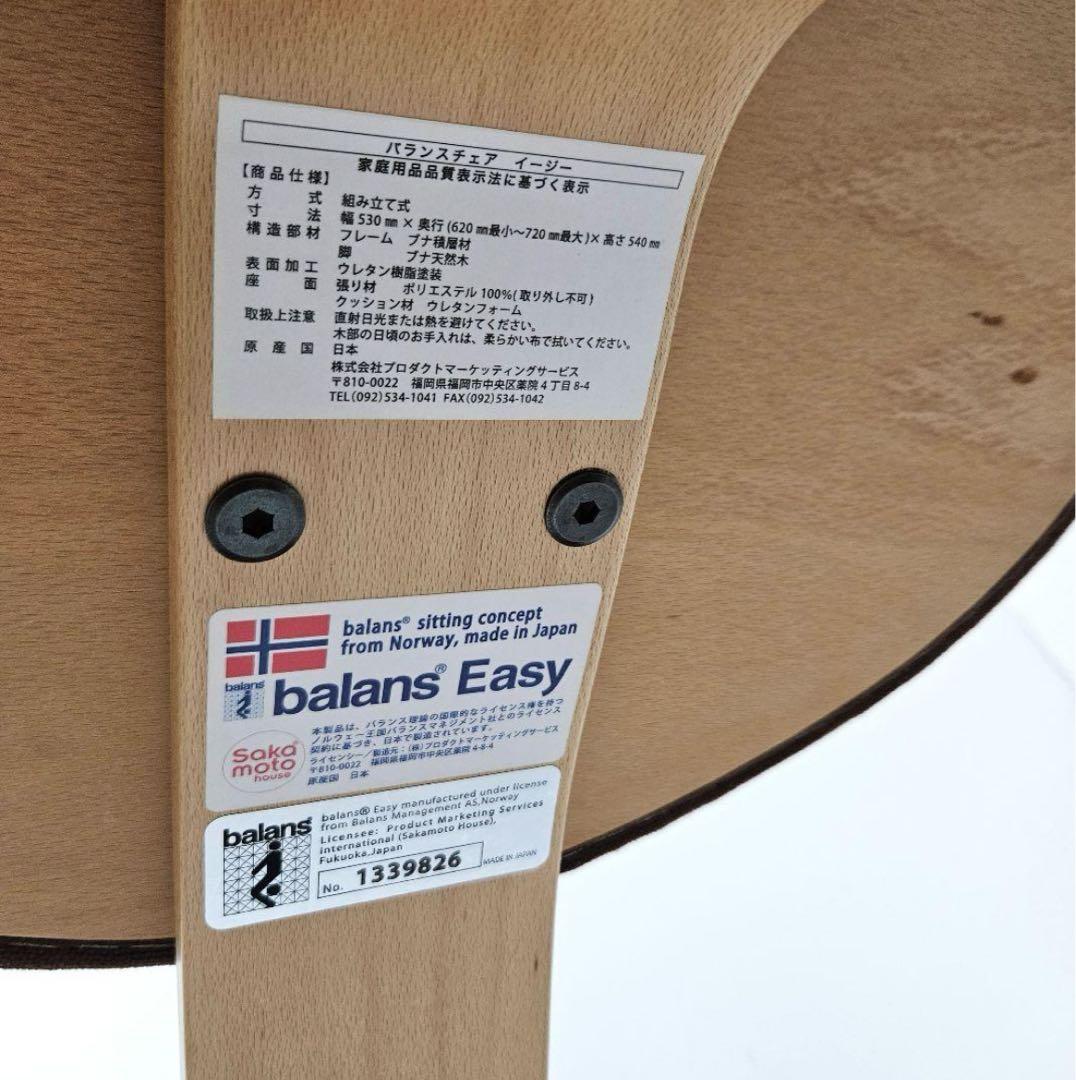 バランスチェア イージー
家庭用品品質表示法に基づく表示
【商品仕様】
方 式 組み立て式
寸 法 幅 530 ㎜ × 奥行 (620 ㎜最小～720 ㎜最大 )× 高さ 540 ㎜
構造部材 フレーム ブナ積層材
脚 ブナ天然木
表面加工 ウレタン樹脂塗装
座 面 張り材 ポリエステル 100%( 取り外し不可 )
クッション材 ウレタンフォーム
取扱上注意 直射日光または熱を避けてください。
木部の日頃のお手入れは、柔らかい布で拭いてください。
原産国 日本
株式会社プロダクトマーケッティングサービス
〒810-0022 福岡県福岡市中央区薬院 4 丁目 8-4
TEL(092)534-1041 FAX(092)534-1042
balans® sitting concept
from Norway, made in Japan
balans
balans® Easy
本製品は、バランス理論の国際的なライセンス権を持つ
ノルウェー王国バランスマネジメント社とのライセンス
契約に基づき、日本で製造されています。
ライセンシー／製造元：(株)プロダクトマーケッティングサービス
〒810-0022 福岡県福岡市中央区薬院 4-8-4
原産国 日本
Saka
moto
house
balans®
balans® Easy manufactured under license
from Balans Management AS,Norway
Licensee: Product Marketing Services
International (Sakamoto House),
Fukuoka,Japan
No. 1339826 MADE IN JAPAN